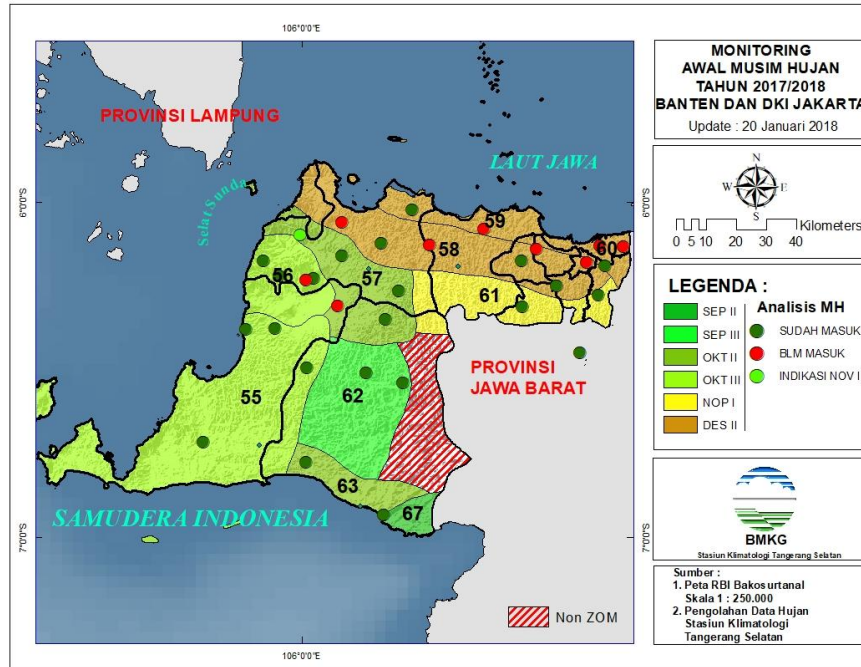 MONITORING
AWAL MUSIM HUJAN
TAHUN 2017/2018
BANTEN DAN DKI JAKARTA
Update : 20 Januari 2018
N
W E
S
Kilometers
0 5 10 20 30 40
LEGENDA :
SEP II
SEP III
OKT II
OKT III
NOP I
DES II
Analisis MH
SUDAH MASUK
BLM MASUK
INDIKASI NOV I
BMKG
Stasiun Klimatologi Tangerang Selatan
Sumber :
1. Peta RBI Bakosurtanal
Skala 1 : 250.000
2. Pengolahan Data Hujan
Stasiun Klimatologi
Tangerang Selatan
106°0'0"E
PROVINSI LAMPUNG
LAUT JAWA
Selat Sunda
6°0'0"S
6°0'0"S
59
58
60
56
57
61
PROVINSI
JAWA BARAT
55
62
63
67
SAMUDERA INDONESIA
7°0'0"S
7°0'0"S
Non ZOM
106°0'0"E